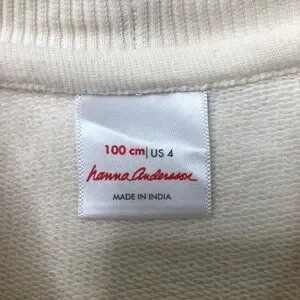 100 cm| US 4
hanna Andersson
MADE IN INDIA